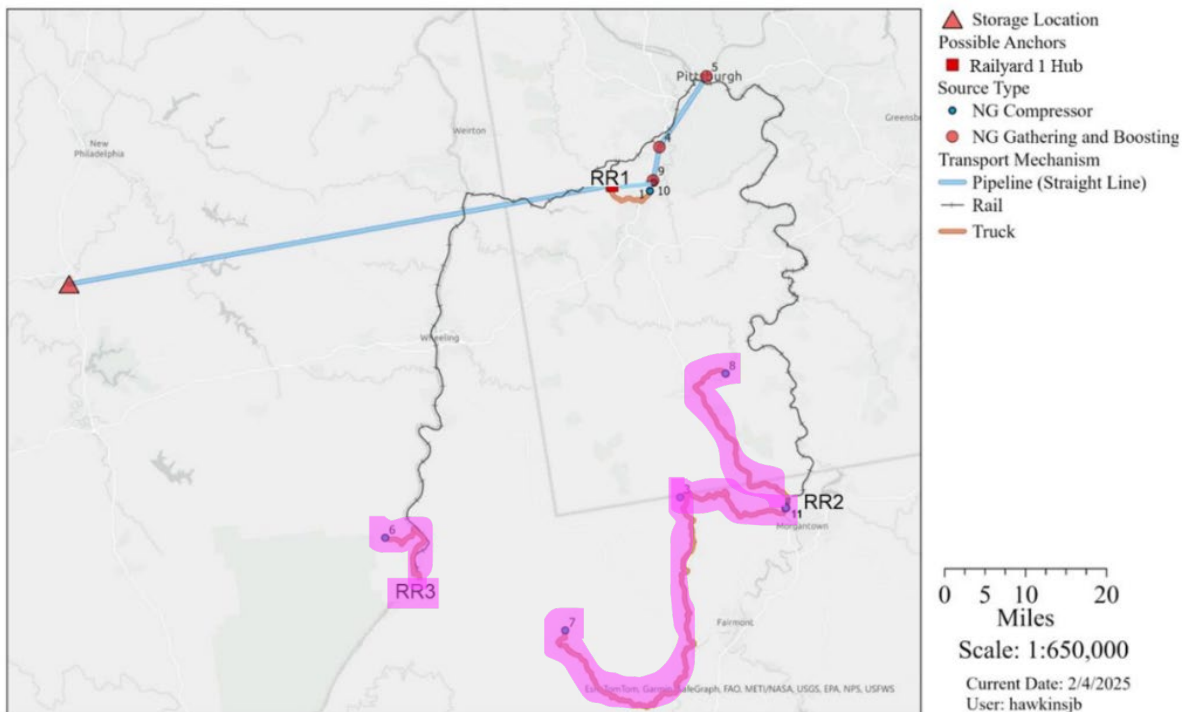 5
Pittsburgh
Greensb
Weirton
New
Philadelphia
4
9
RR1
1
10
Wheeling
8
3
RR2
11
Morgantown
6
RR3
7
Fairmont
Esri, TomTom, Garmin, SafeGraph, FAO, METI/NASA, USGS, EPA, NPS, USFWS
Storage Location
Possible Anchors
Railyard 1 Hub
Source Type
NG Compressor
NG Gathering and Boosting
Transport Mechanism
Pipeline (Straight Line)
Rail
Truck
0 5 10 20
Miles
Scale: 1:650,000
Current Date: 2/4/2025
User: hawkinsjb